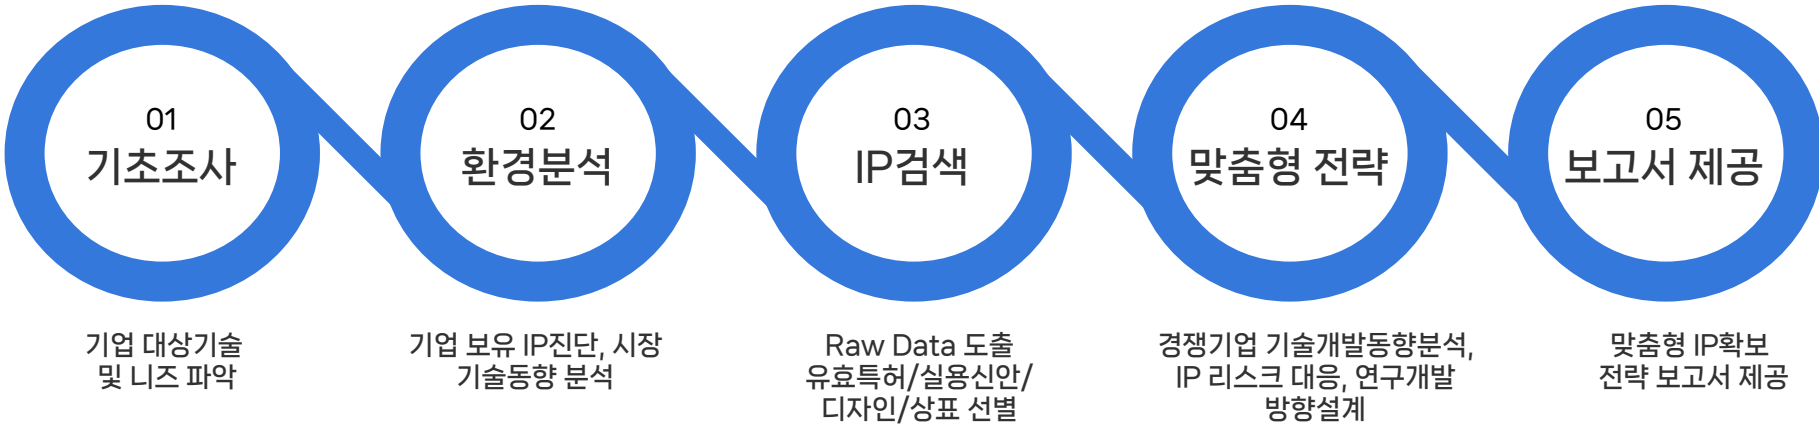 01
기초조사
기업 대상기술
및 니즈 파악
02
환경분석
기업 보유 IP진단, 시장
기술동향 분석
03
IP검색
Raw Data 도출
유효특허/실용신안/
디자인/상표 선별
04
맞춤형 전략
경쟁기업 기술개발동향분석,
IP 리스크 대응, 연구개발
방향설계
05
보고서 제공
맞춤형 IP확보
전략 보고서 제공